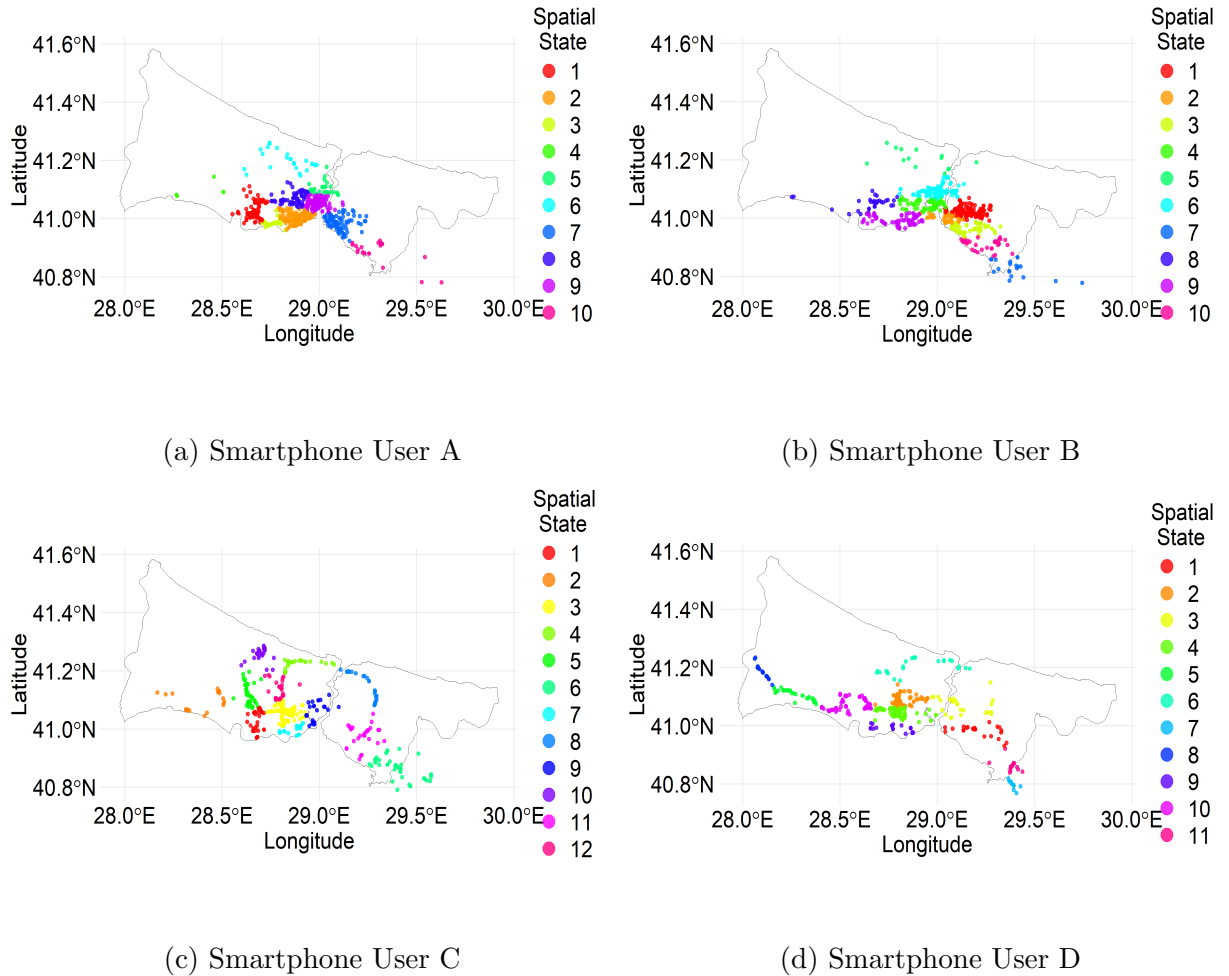 Spatial
State
41.6°N
41.4°N
41.2°N
41.0°N
40.8°N
28.0°E 28.5°E 29.0°E 29.5°E 30.0°E
Latitude
Longitude
1
2
3
4
5
6
7
8
9
10
(a) Smartphone User A
Spatial
State
41.6°N
41.4°N
41.2°N
41.0°N
40.8°N
28.0°E 28.5°E 29.0°E 29.5°E 30.0°E
Latitude
Longitude
1
2
3
4
5
6
7
8
9
10
(b) Smartphone User B
Spatial
State
41.6°N
41.4°N
41.2°N
41.0°N
40.8°N
28.0°E 28.5°E 29.0°E 29.5°E 30.0°E
Latitude
Longitude
1
2
3
4
5
6
7
8
9
10
11
12
(c) Smartphone User C
Spatial
State
41.6°N
41.4°N
41.2°N
41.0°N
40.8°N
28.0°E 28.5°E 29.0°E 29.5°E 30.0°E
Latitude
Longitude
1
2
3
4
5
6
7
8
9
10
11
(d) Smartphone User D